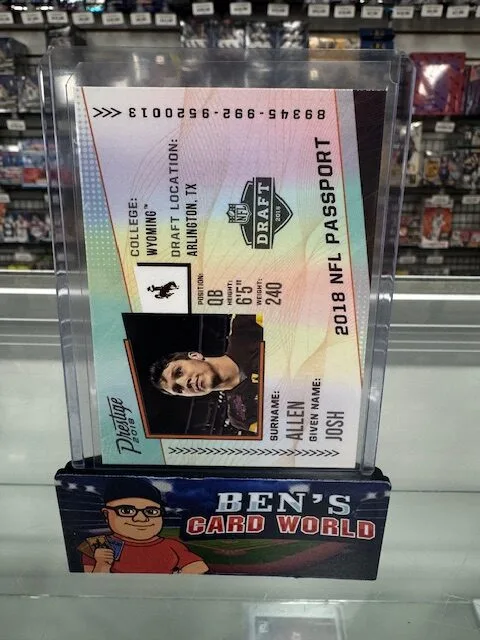 89345-992-9520013
COLLEGE:
WYOMING™
DRAFT LOCATION:
ARLINGTON, TX
POSITION:
QB
HEIGHT:
6'5"
WEIGHT:
240
NFL
DRAFT
2018
2018 NFL PASSPORT
Prestige
2018
SURNAME:
ALLEN
GIVEN NAME:
JOSH
BEN'S
CARD WORLD